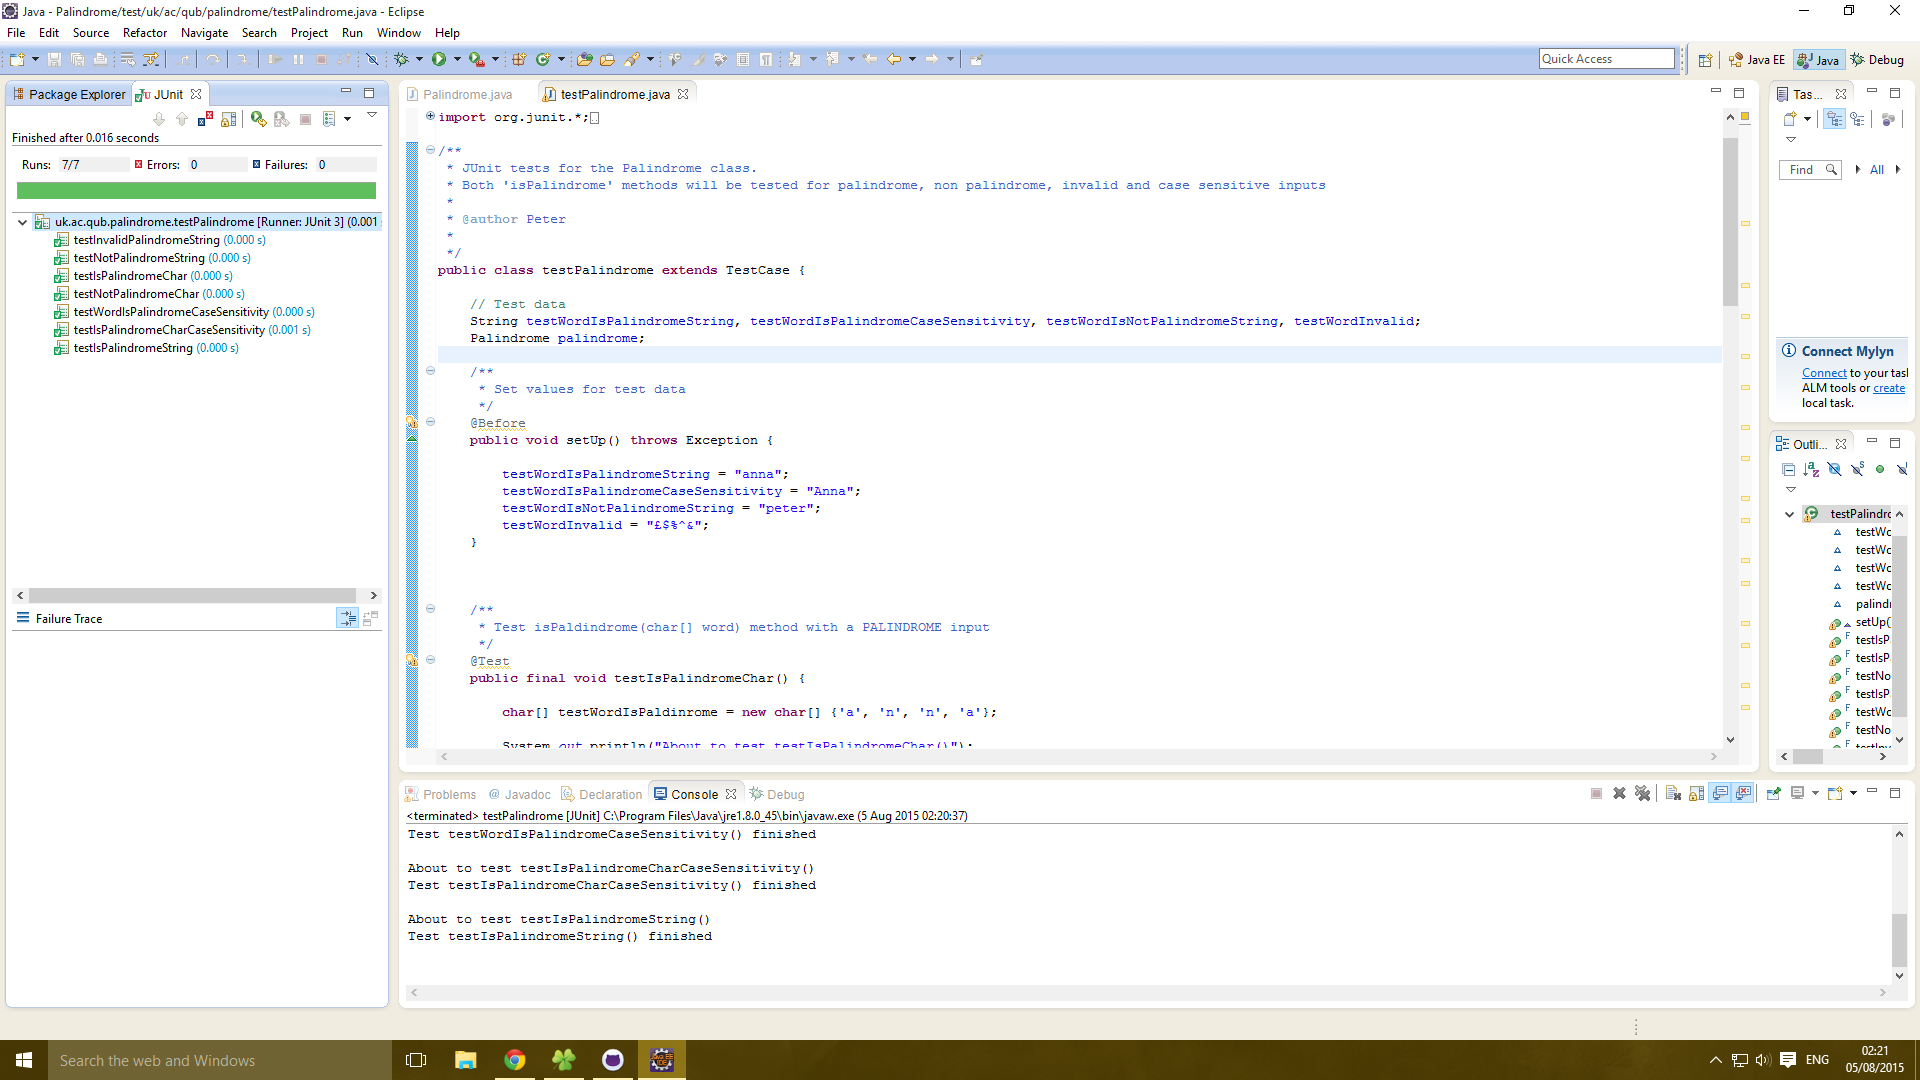 Java - Palindrome/test/uk/ac/qub/palindrome/testPalindrome.java - Eclipse
File Edit Source Refactor Navigate Search Project Run Window Help
Quick Access
Java EE
Java
Debug
Package Explorer
JUnit
Finished after 0.016 seconds
Runs: 7/7 Errors: 0 Failures: 0
uk.ac.qub.palindrome.testPalindrome [Runner: JUnit 3] (0.001
testInvalidPalindromeString (0.000 s)
testNotPalindromeString (0.000 s)
testIsPalindromeChar (0.000 s)
testNotPalindromeChar (0.000 s)
testWordIsPalindromeCaseSensitivity (0.000 s)
testIsPalindromeCharCaseSensitivity (0.001 s)
testIsPalindromeString (0.000 s)
Failure Trace
Palindrome.java
testPalindrome.java
import org.junit.*;
/**
* JUnit tests for the Palindrome class.
* Both 'isPalindrome' methods will be tested for palindrome, non palindrome, invalid and case sensitive inputs
*
* @author Peter
*
*/
public class testPalindrome extends TestCase {
// Test data
String testWordIsPalindromeString, testWordIsPalindromeCaseSensitivity, testWordIsNotPalindromeString, testWordInvalid;
Palindrome palindrome;
/**
* Set values for test data
*/
@Before
public void setUp() throws Exception {
testWordIsPalindromeString = "anna";
testWordIsPalindromeCaseSensitivity = "Anna";
testWordIsNotPalindromeString = "peter";
testWordInvalid = "£$%^&";
}
/**
* Test isPaldindrome(char[] word) method with a PALINDROME input
*/
@Test
public final void testIsPalindromeChar() {
char[] testWordIsPaldinrome = new char[] {'a', 'n', 'n', 'a'};
System.out.println("About to test testIsPalindromeChar()");
Tas...
Find
All
Connect Mylyn
Connect to your task
ALM tools or create
local task.
Outli...
testPalindro
testWo
testWo
testWo
testWo
palindr
setUp()
testIsP
testIsP
testNo
testIsP
testWo
testNo
testInv
Problems
@ Javadoc
Declaration
Console
Debug
<terminated> testPalindrome [JUnit] C:\Program Files\Java\jre1.8.0_45\bin\javaw.exe (5 Aug 2015 02:20:37)
Test testWordIsPalindromeCaseSensitivity() finished
About to test testIsPalindromeCharCaseSensitivity()
Test testIsPalindromeCharCaseSensitivity() finished
About to test testIsPalindromeString()
Test testIsPalindromeString() finished
Search the web and Windows
ENG
02:21
05/08/2015